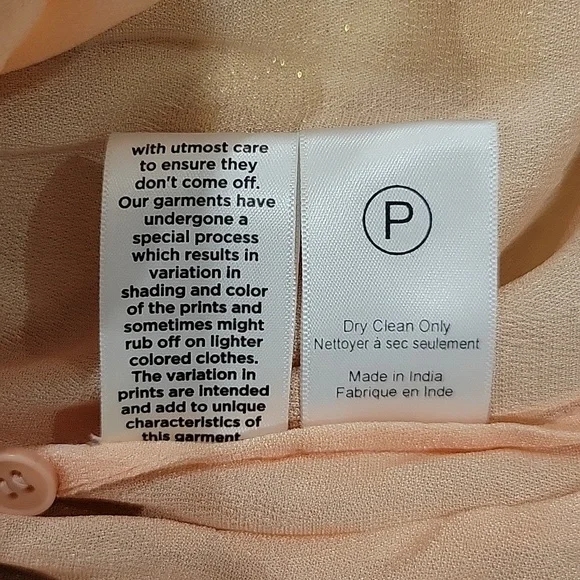 with utmost care
to ensure they
don't come off.
Our garments have
undergone a
special process
which results in
variation in
shading and color
of the prints and
sometimes might
rub off on lighter
colored clothes.
The variation in
prints are intended
and add to unique
characteristics of
this garment
P
Dry Clean Only
Nettoyer à sec seulement
Made in India
Fabrique en Inde